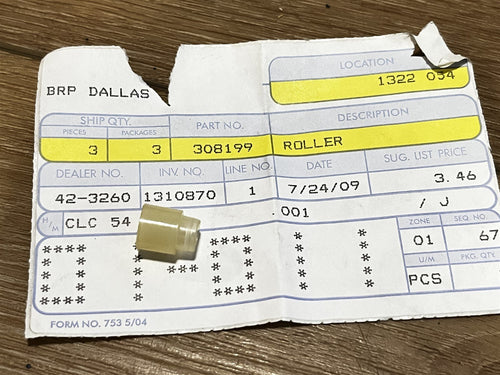 LOCATION
BRP DALLAS
1322 034
SHIP QTY.
DESCRIPTION
PIECES PACKAGES PART NO.
3 3 308199 ROLLER
DEALER NO. INV. NO. LINE NO. DATE SUG. LIST PRICE
42-3260 1310870 1 7/24/09 3.46
H/M CLC 54 .001 / J
ZONE SEQ. NO.
01 67
U/M PKG. QTY.
PCS
FORM NO. 753 5/04